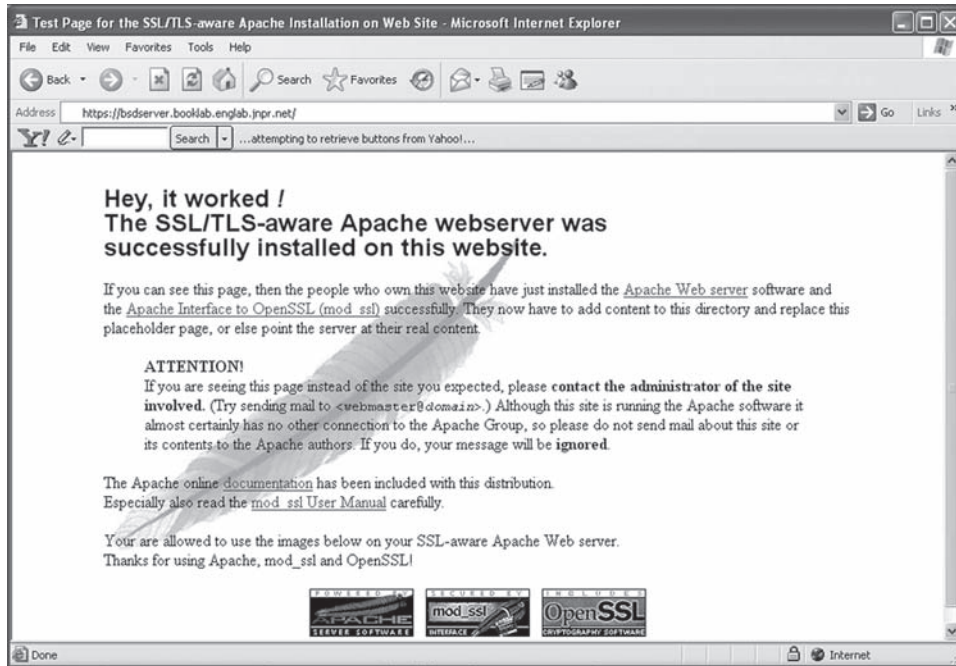 Test Page for the SSL/TLS-aware Apache Installation on Web Site - Microsoft Internet Explorer
File Edit View Favorites Tools Help
Back Search Favorites
Address https://bsdserver.booklab.englab.jnpr.net/ Go Links »
Y! Search ...attempting to retrieve buttons from Yahoo!...
Hey, it worked !
The SSL/TLS-aware Apache webserver was
successfully installed on this website.
If you can see this page, then the people who own this website have just installed the Apache Web server software and
the Apache Interface to OpenSSL (mod_ssl) successfully. They now have to add content to this directory and replace this
placeholder page, or else point the server at their real content.
ATTENTION!
If you are seeing this page instead of the site you expected, please contact the administrator of the site
involved. (Try sending mail to <webmaster@domain>.) Although this site is running the Apache software it
almost certainly has no other connection to the Apache Group, so please do not send mail about this site or
its contents to the Apache authors. If you do, your message will be ignored.
The Apache online documentation has been included with this distribution.
Especially also read the mod_ssl User Manual carefully.
Your are allowed to use the images below on your SSL-aware Apache Web server.
Thanks for using Apache, mod_ssl and OpenSSL!
POWERED BY SECURED BY INCLUDES
APACHE mod_ssl OpenSSL
SERVER SOFTWARE INTERFACE CRYPTOGRAPHY SOFTWARE
Done Internet